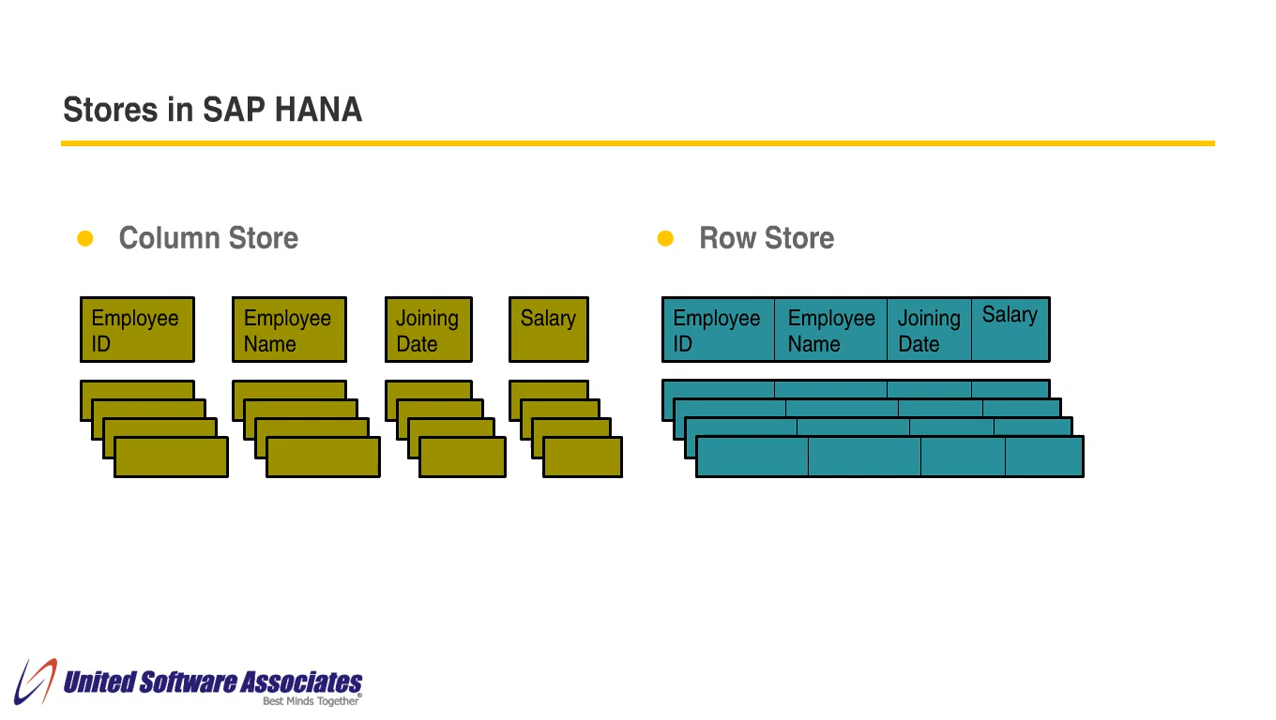 Stores in SAP HANA
Column Store
Employee ID
Employee Name
Joining Date
Salary
Row Store
Employee ID
Employee Name
Joining Date
Salary
United Software Associates®
Best Minds Together